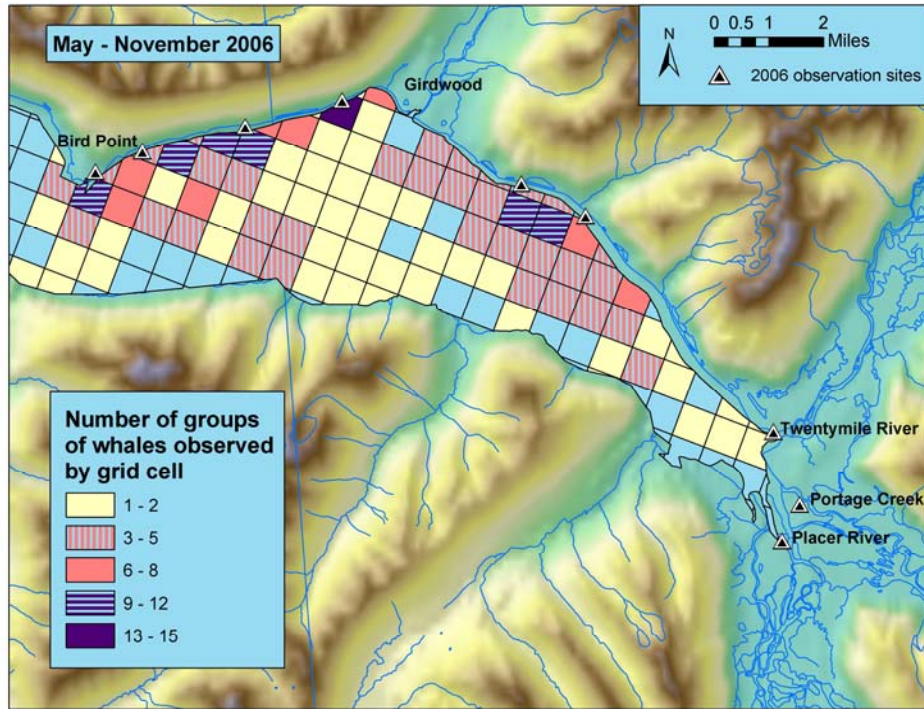 May - November 2006
N
0 0.5 1 2
Miles
2006 observation sites
Girdwood
Bird Point
Twentymile River
Portage Creek
Placer River
Number of groups
of whales observed
by grid cell
1 - 2
3 - 5
6 - 8
9 - 12
13 - 15